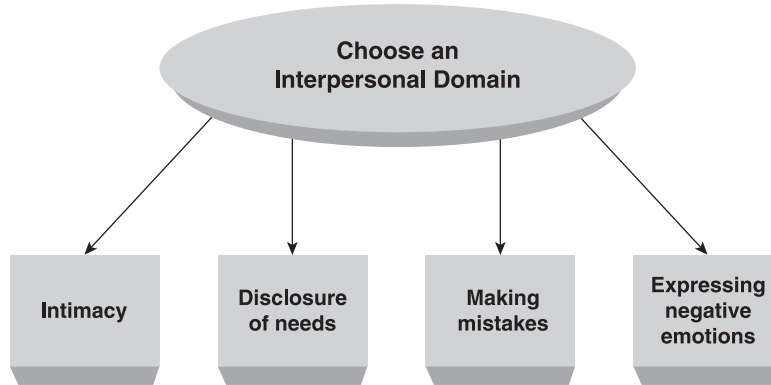 Choose an
Interpersonal Domain
Intimacy
Disclosure
of needs
Making
mistakes
Expressing
negative
emotions